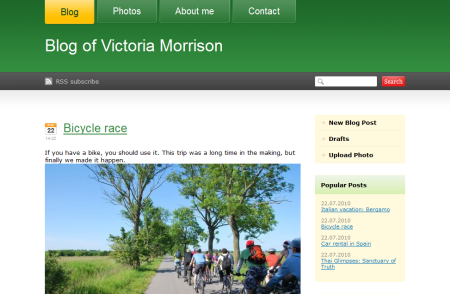 Blog
Photos
About me
Contact
Blog of Victoria Morrison
RSS subscribe
Search
22
Bicycle race
If you have a bike, you should use it. This trip was a long time in the making, but
finally we made it happen.
New Blog Post
Drafts
Upload Photo
Popular Posts
22.07.2010
Italian vacation: Bergamo
22.07.2010
Bicycle race
22.07.2010
Car rental in Spain
22.07.2010
Thai Glimpses: Sanctuary of
Truth